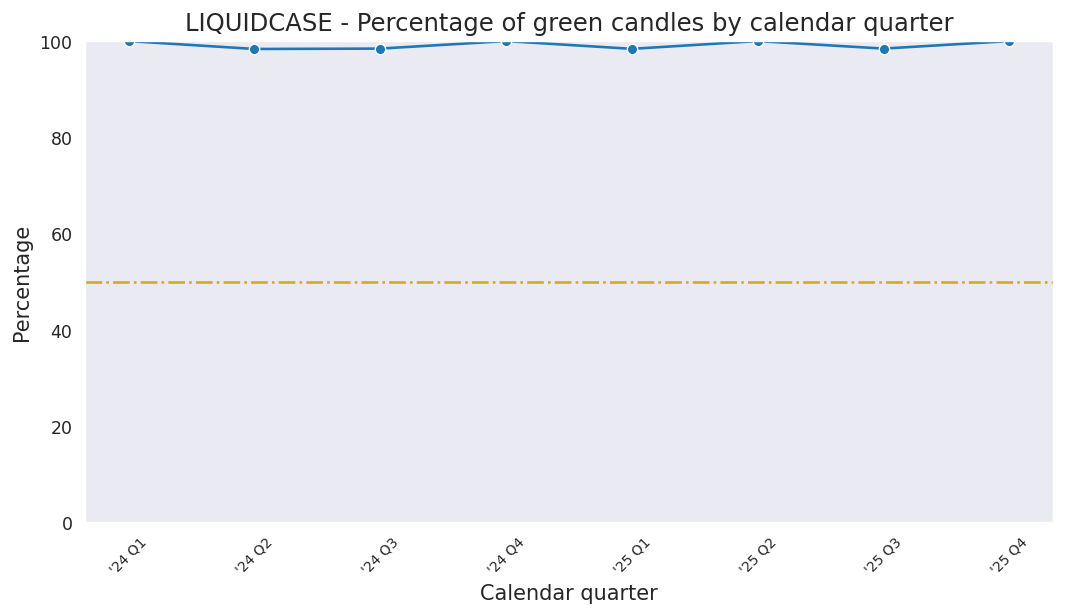 LIQUIDCASE - Percentage of green candles by calendar quarter
Percentage
100
80
60
40
20
0
'24 Q1
'24 Q2
'24 Q3
'24 Q4
'25 Q1
'25 Q2
'25 Q3
'25 Q4
Calendar quarter